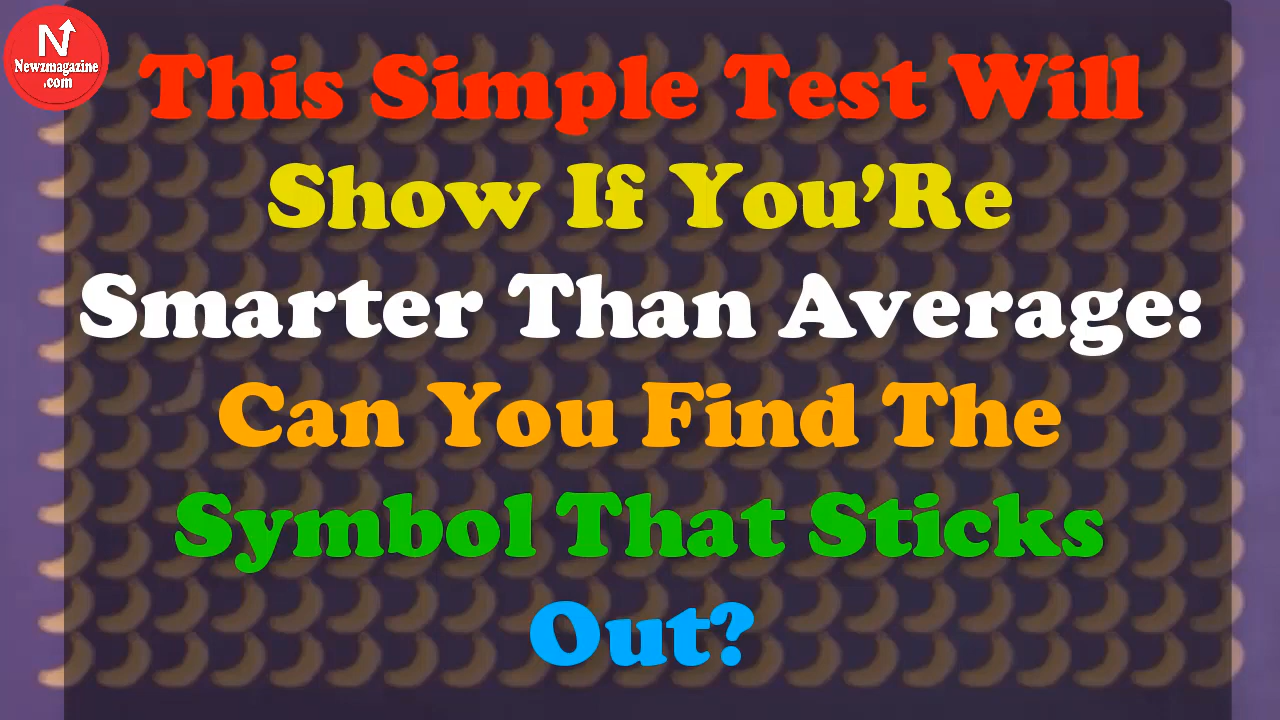 N
Newzmagazine
.com
This Simple Test Will
Show If You’Re
Smarter Than Average:
Can You Find The
Symbol That Sticks
Out?